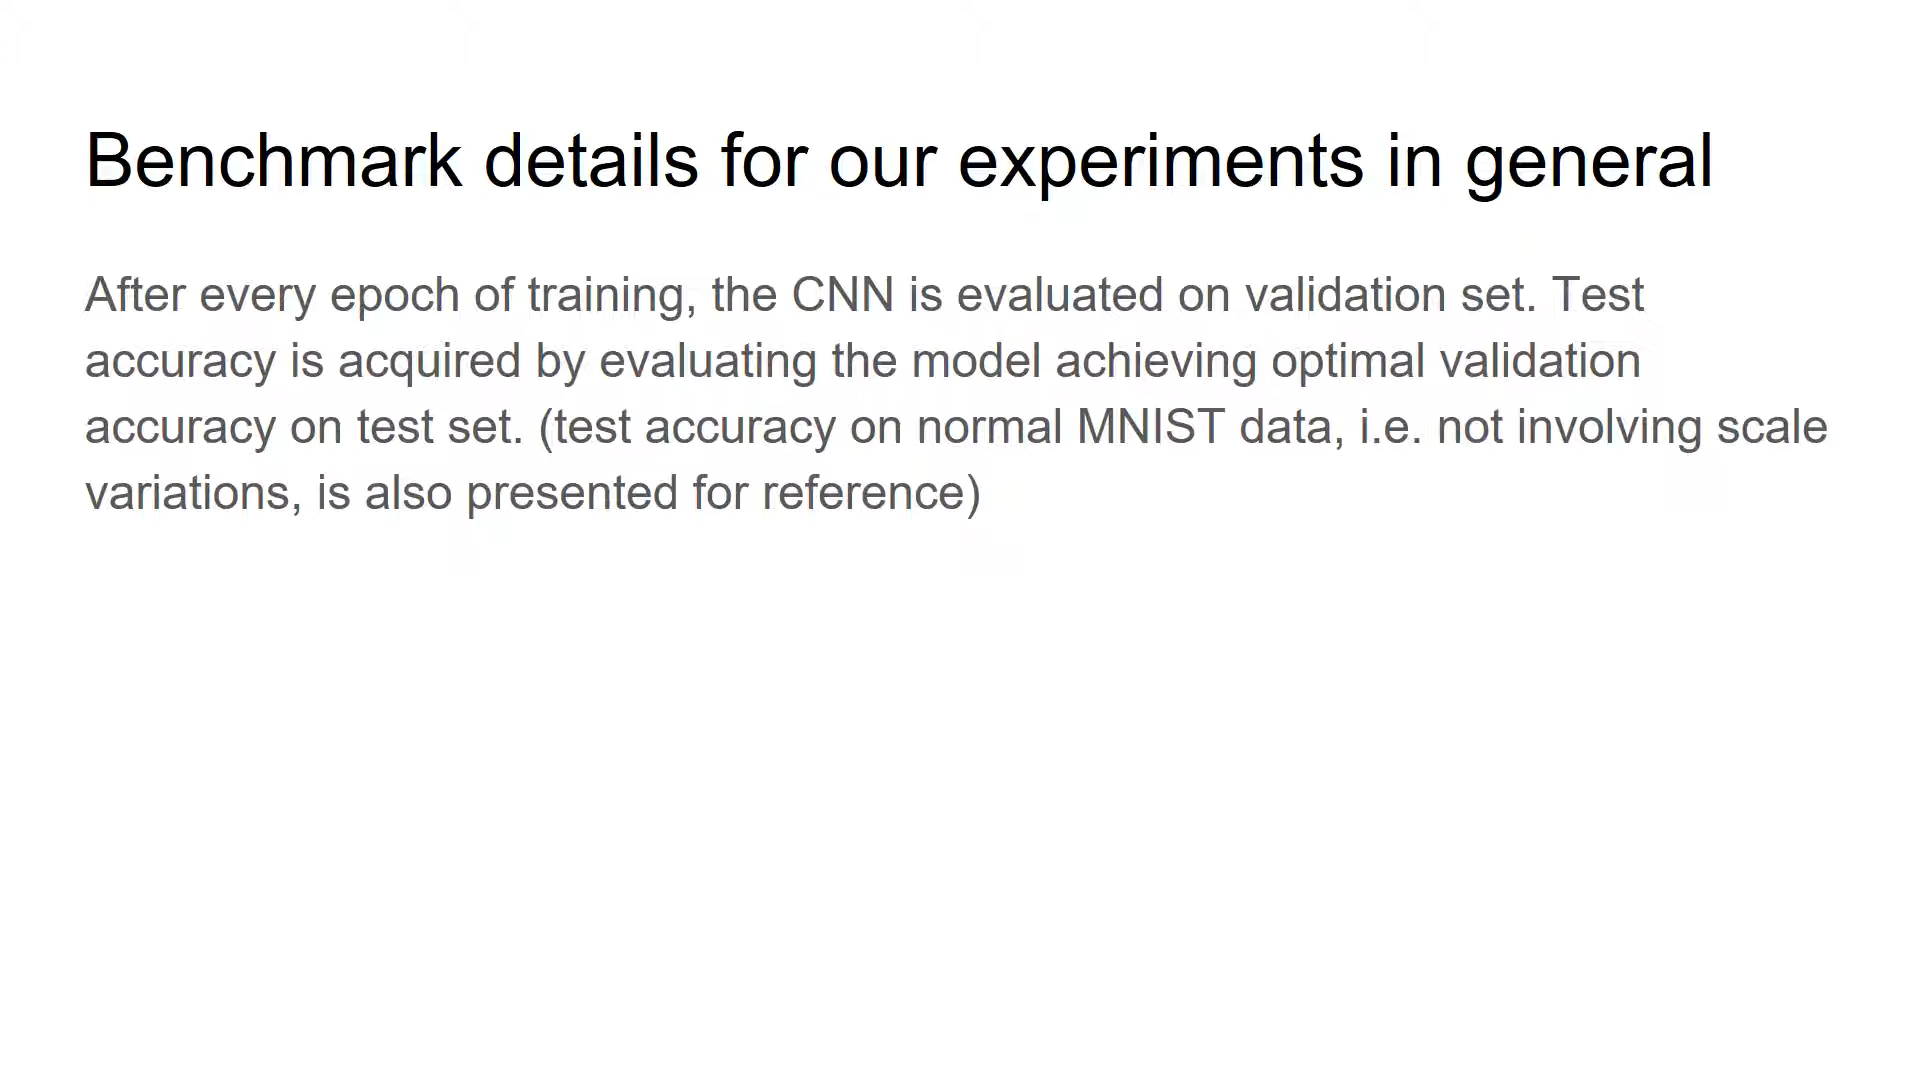 Benchmark details for our experiments in general
After every epoch of training, the CNN is evaluated on validation set. Test
accuracy is acquired by evaluating the model achieving optimal validation
accuracy on test set. (test accuracy on normal MNIST data, i.e. not involving scale
variations, is also presented for reference)